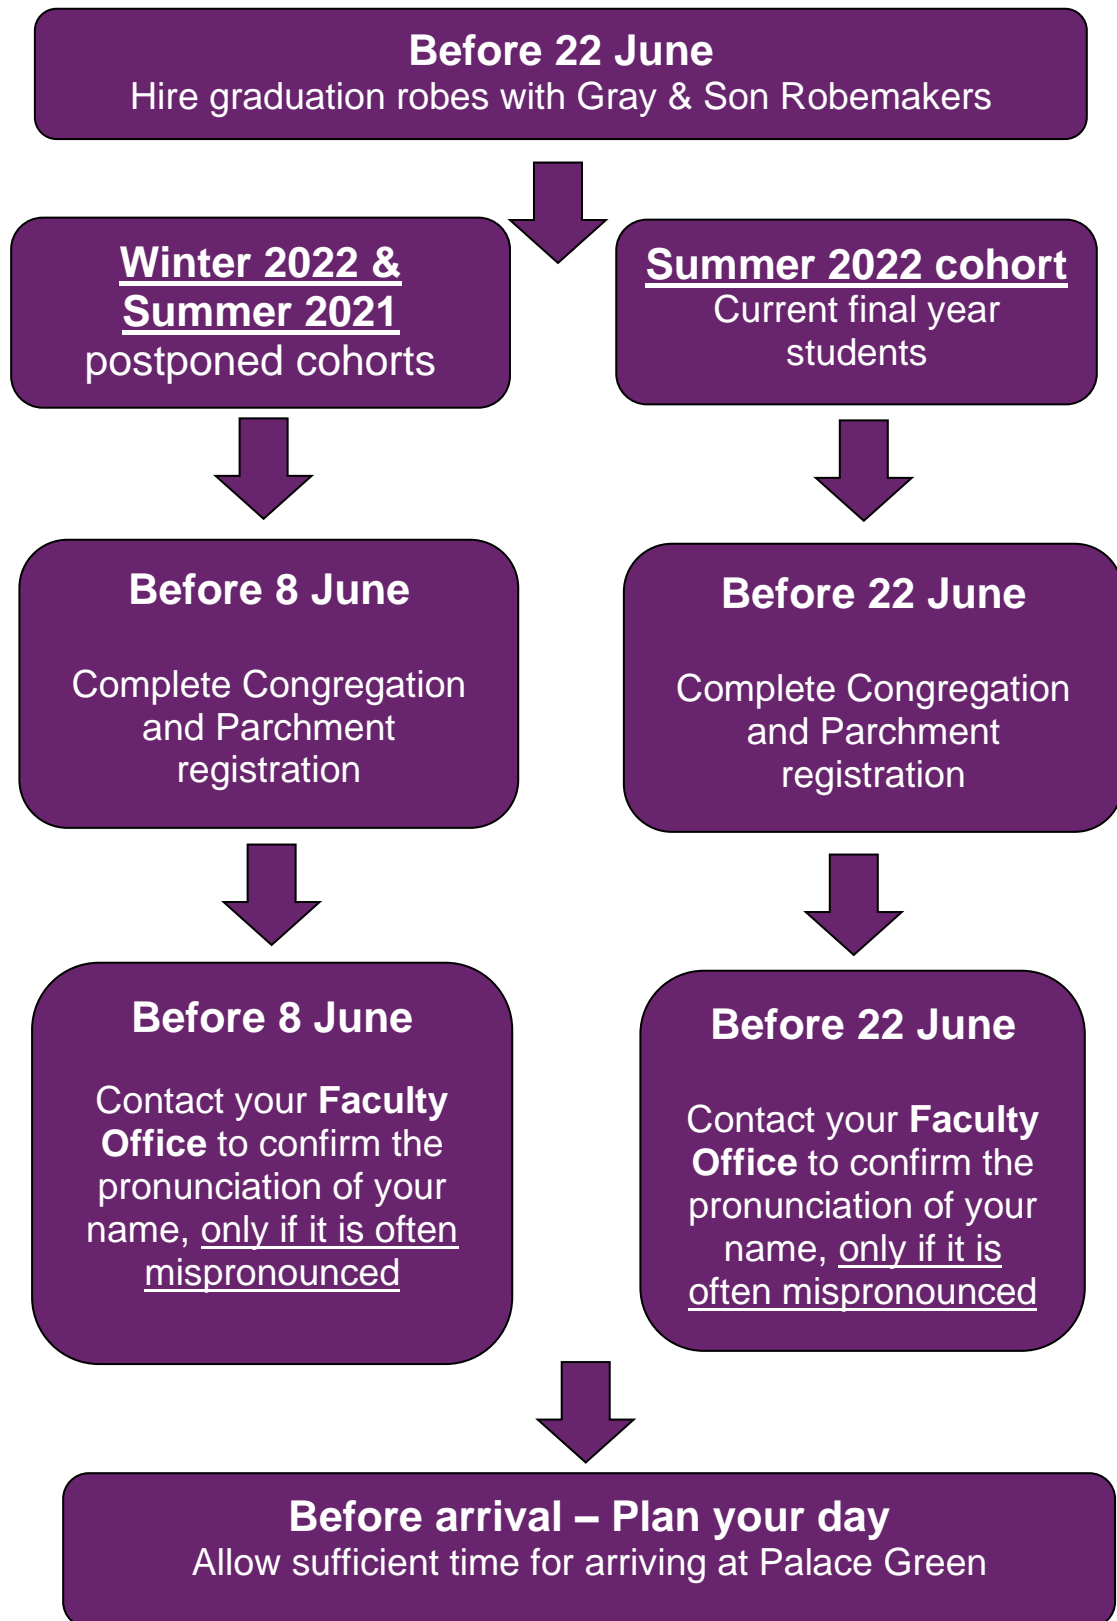 Before 22 June
Hire graduation robes with Gray & Son Robemakers
Winter 2022 &
Summer 2021
postponed cohorts
Summer 2022 cohort
Current final year
students
Before 8 June
Complete Congregation
and Parchment
registration
Before 22 June
Complete Congregation
and Parchment
registration
Before 8 June
Contact your Faculty
Office to confirm the
pronunciation of your
name, only if it is often
mispronounced
Before 22 June
Contact your Faculty
Office to confirm the
pronunciation of your
name, only if it is
often mispronounced
Before arrival – Plan your day
Allow sufficient time for arriving at Palace Green